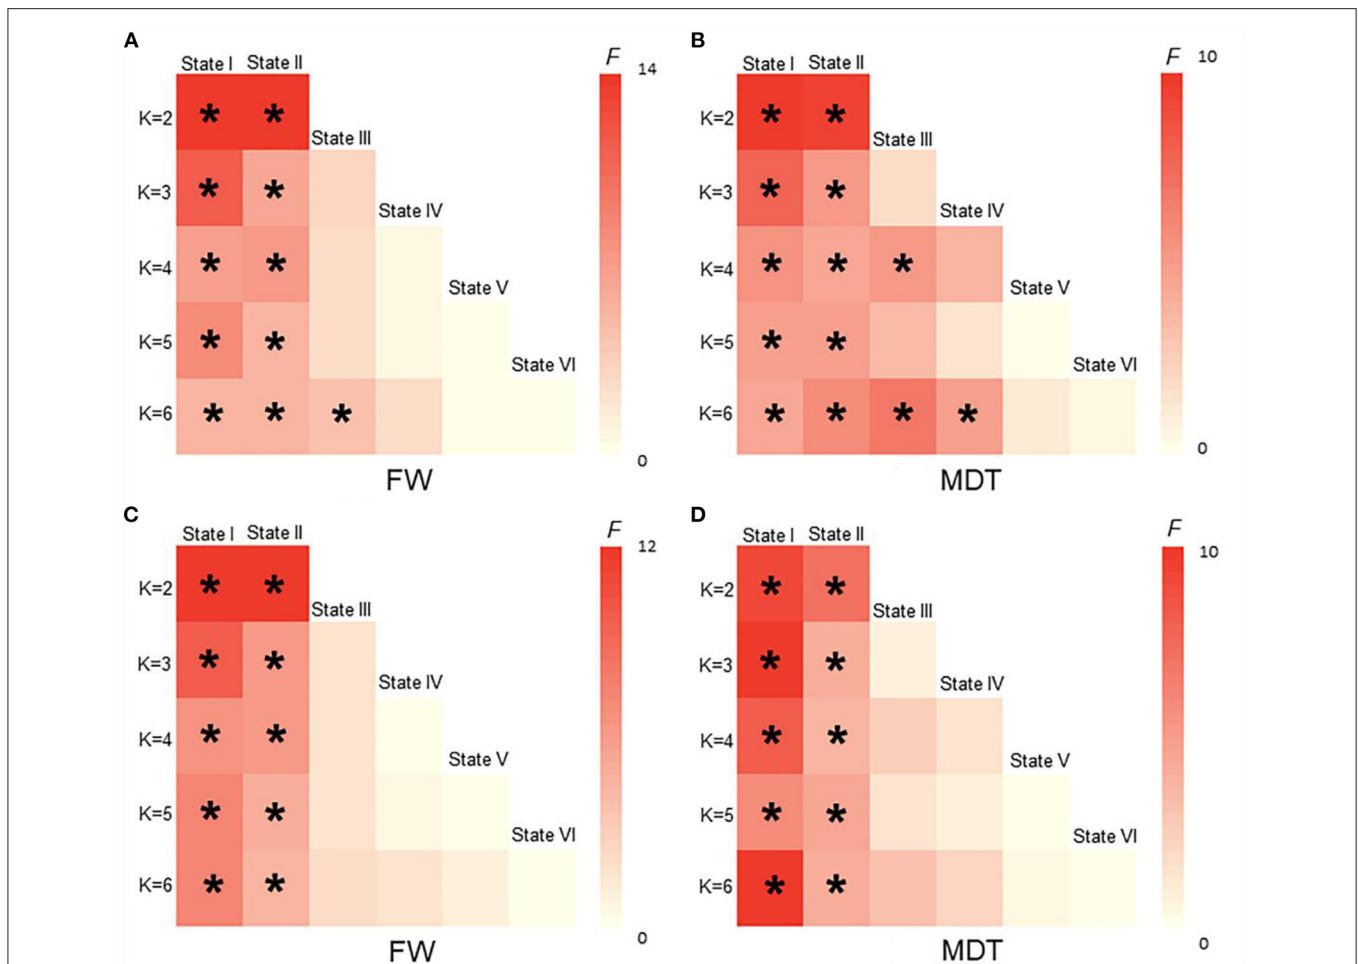 A
B
State I State II
F
14
State I State II
F
10
K=2 * *
K=2 * *
State III
State III
K=3 * *
K=3 * *
State IV
State IV
K=4 * *
K=4 * * *
State V
State V
K=5 * *
K=5 * *
State VI
State VI
K=6 * * *
K=6 * * * *
0
0
FW
MDT
C
D
State I State II
F
12
State I State II
F
10
K=2 * *
K=2 * *
State III
State III
K=3 * *
K=3 * *
State IV
State IV
K=4 * *
K=4 * *
State V
State V
K=5 * *
K=5 * *
State VI
State VI
K=6 * *
K=6 * *
0
0
FW
MDT